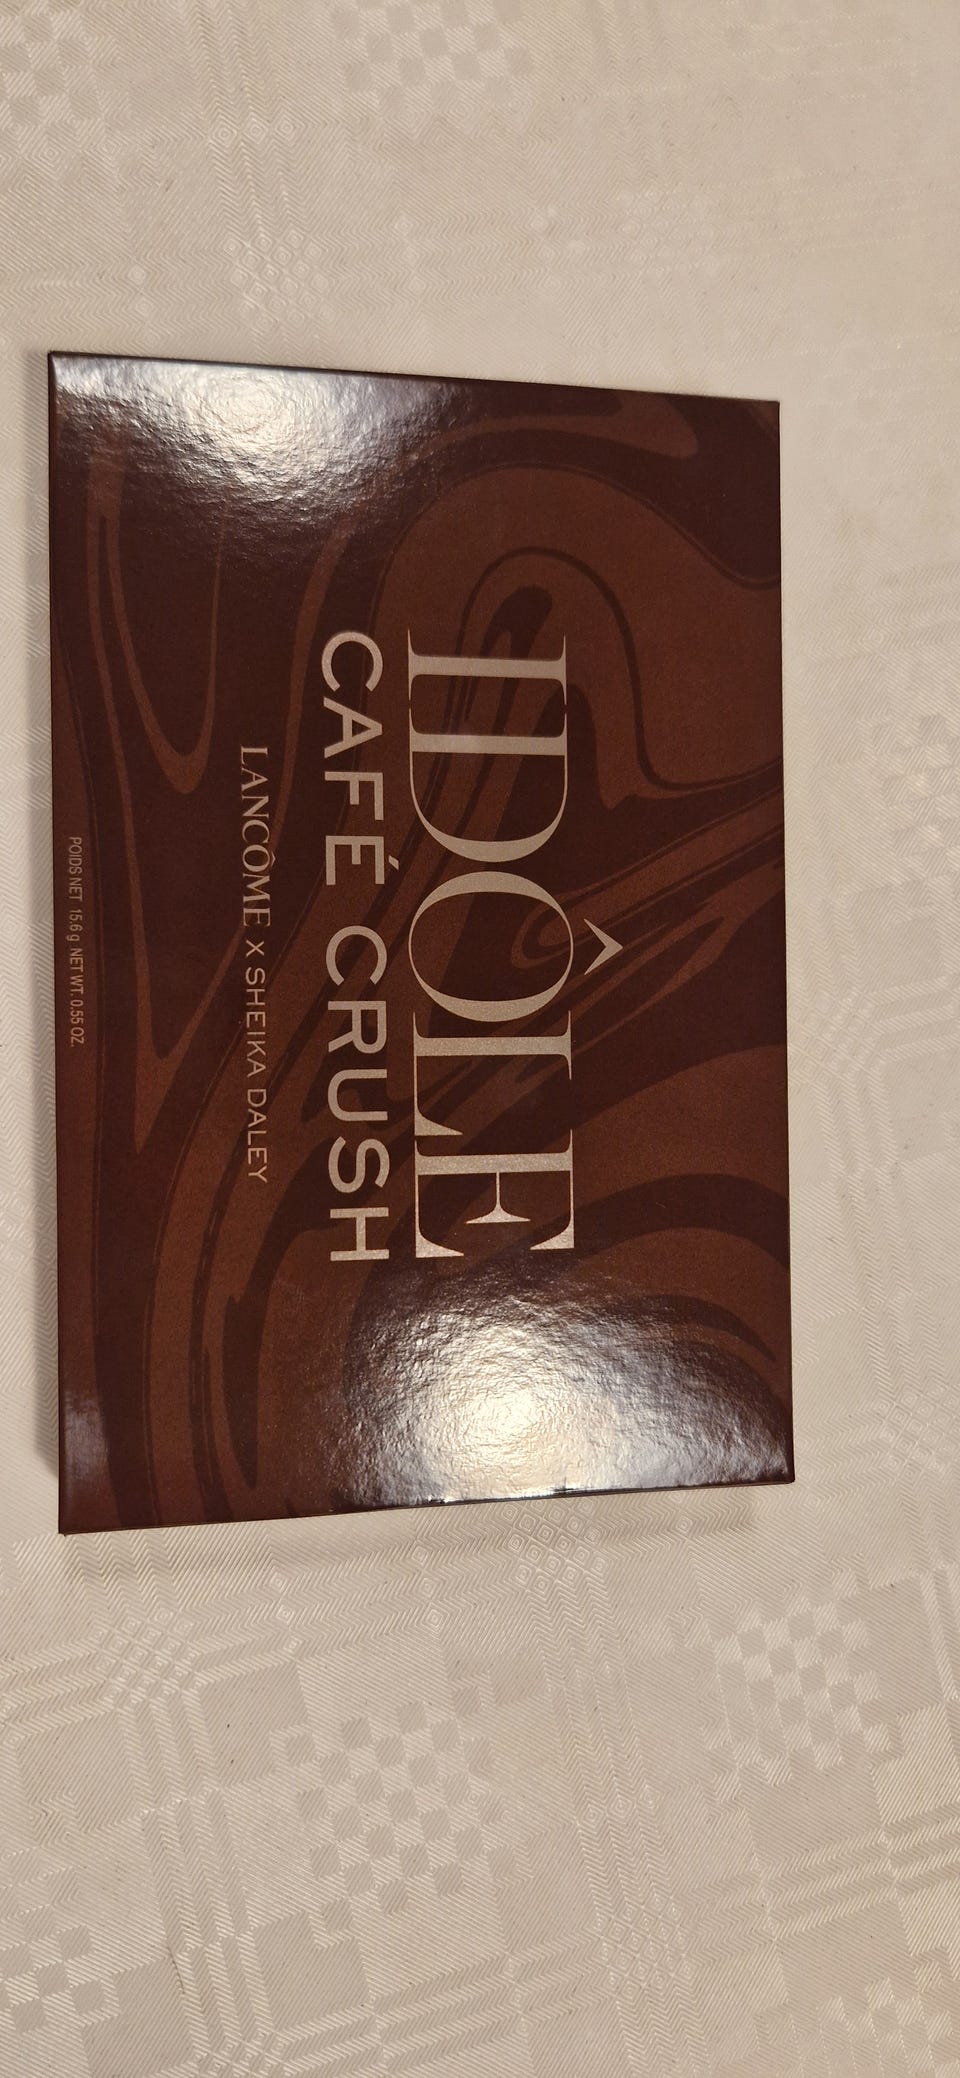 IDÔLE
CAFÉ CRUSH
LANCÔME X SHEIKA DALEY
POIDS NET 15.6 g NET WT. 0.55 OZ.